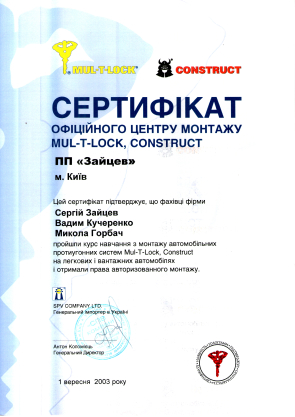 MUL-T-LOCK
CONSTRUCT
СЕРТИФІКАТ
ОФІЦІЙНОГО ЦЕНТРУ МОНТАЖУ
MUL-T-LOCK, CONSTRUCT
ПП «Зайцев»
м. Київ
Цей сертифікат підтверджує, що фахівці фірми
Сергій Зайцев
Вадим Кучеренко
Микола Горбач
пройшли курс навчання з монтажу автомобільних
протиугонних систем Mul-T-Lock, Construct
на легкових і вантажних автомобілях
і отримали права авторизованного монтажу.
SPV COMPANY, LTD.
Генеральний імпортер в Україні
Антон Коломієць
Генеральний Директор
1 вересня 2003 року